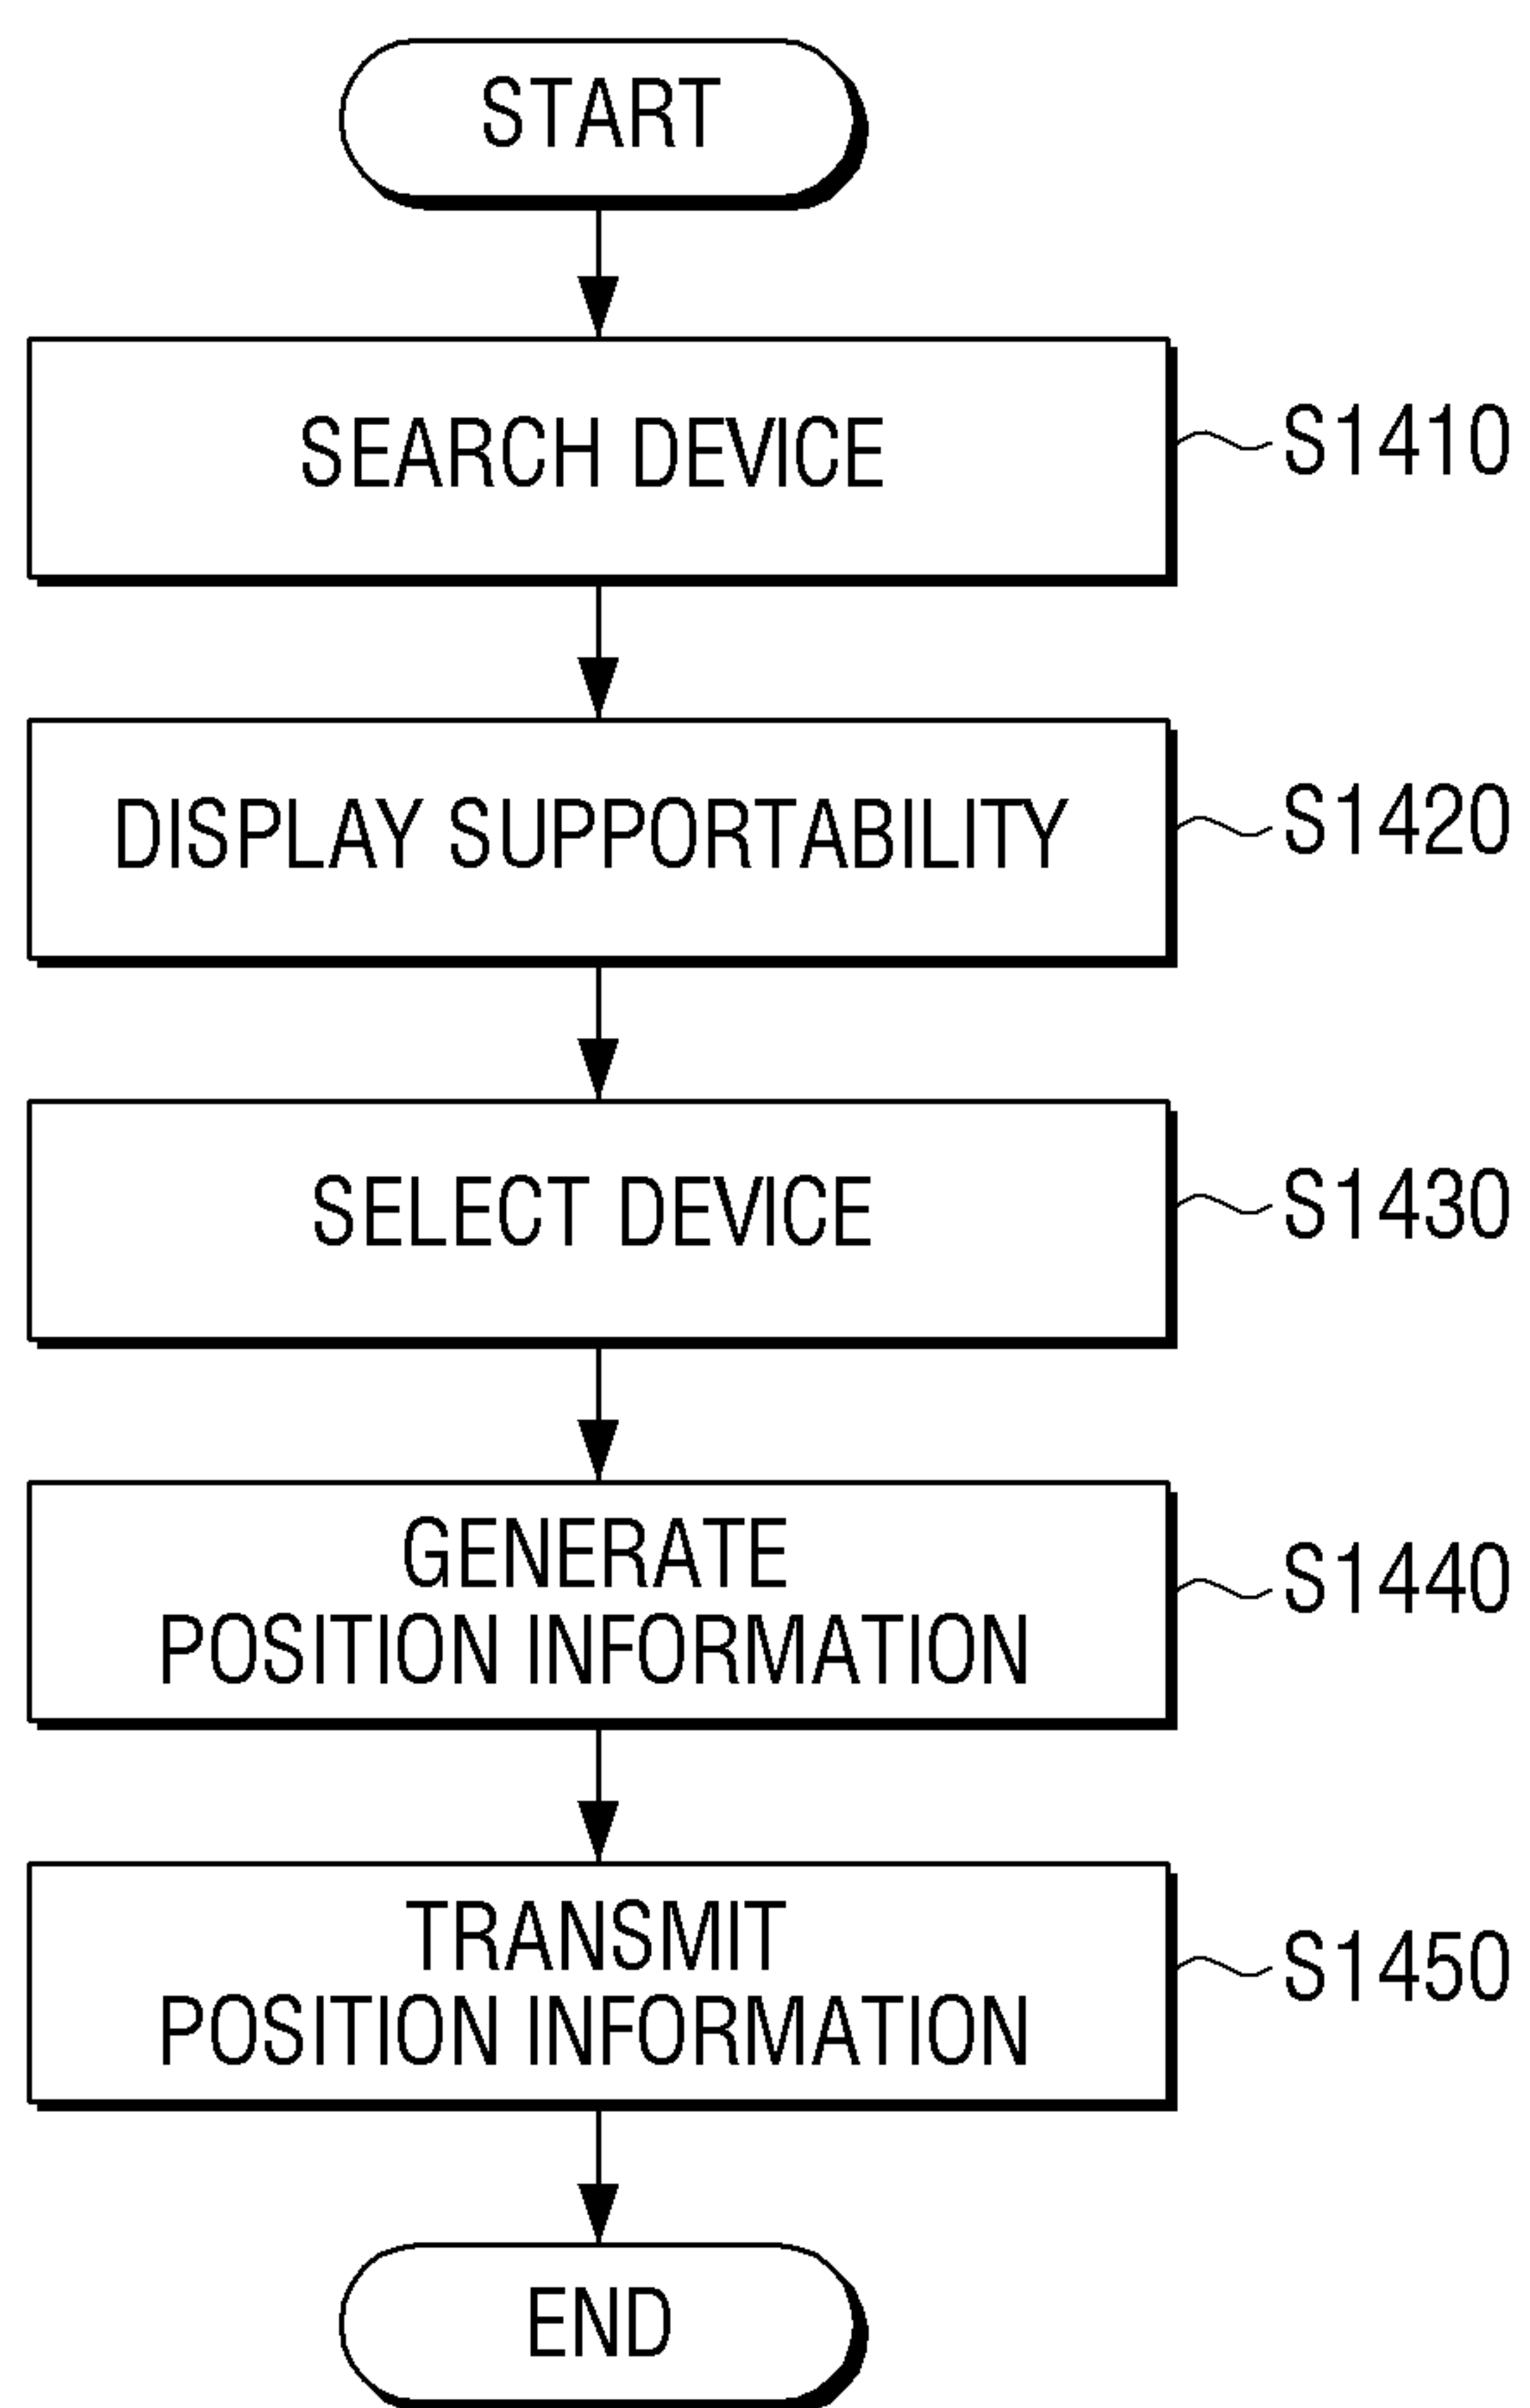 START
SEARCH DEVICE
S1410
DISPLAY SUPPORTABILITY
S1420
SELECT DEVICE
S1430
GENERATE
POSITION INFORMATION
S1440
TRANSMIT
POSITION INFORMATION
S1450
END